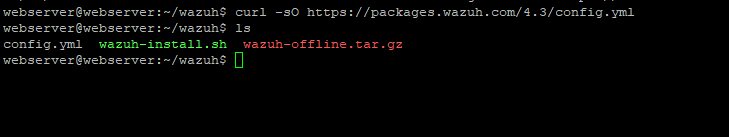 webserver@webserver:~/wazuh$ curl -sO https://packages.wazuh.com/4.3/config.yml
webserver@webserver:~/wazuh$ ls
config.yml  wazuh-install.sh  wazuh-offline.tar.gz
webserver@webserver:~/wazuh$